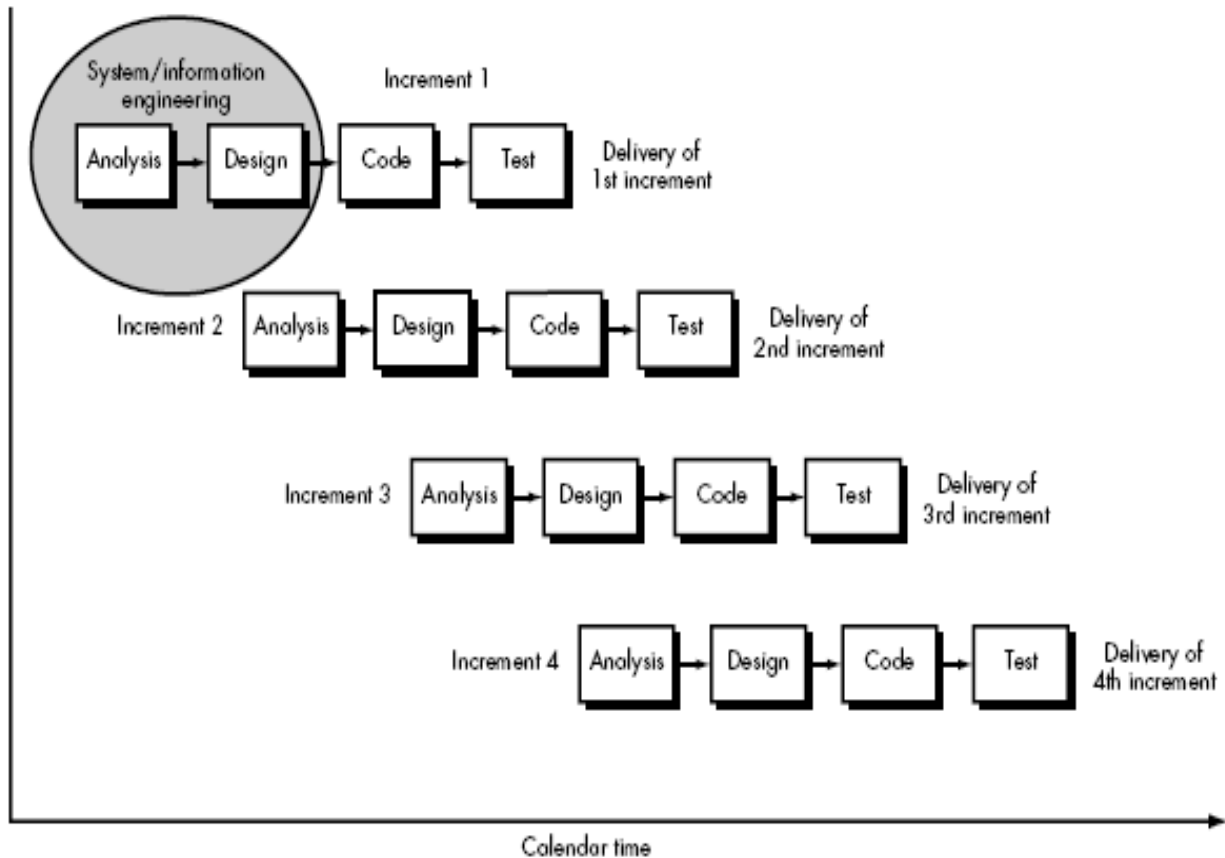 System/information
engineering
Increment 1
Analysis
Design
Code
Test
Delivery of
1st increment
Increment 2
Analysis
Design
Code
Test
Delivery of
2nd increment
Increment 3
Analysis
Design
Code
Test
Delivery of
3rd increment
Increment 4
Analysis
Design
Code
Test
Delivery of
4th increment
Calendar time